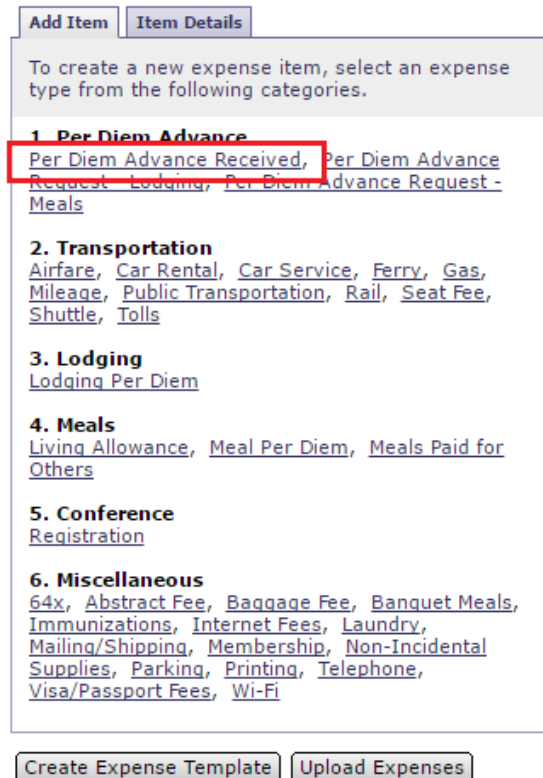 Add Item Item Details
To create a new expense item, select an expense
type from the following categories.
1. Per Diem Advance
Per Diem Advance Received, Per Diem Advance
Request - Lodging, Per Diem Advance Request -
Meals
2. Transportation
Airfare, Car Rental, Car Service, Ferry, Gas,
Mileage, Public Transportation, Rail, Seat Fee,
Shuttle, Tolls
3. Lodging
Lodging Per Diem
4. Meals
Living Allowance, Meal Per Diem, Meals Paid for
Others
5. Conference
Registration
6. Miscellaneous
64x, Abstract Fee, Baggage Fee, Banquet Meals,
Immunizations, Internet Fees, Laundry,
Mailing/Shipping, Membership, Non-Incidental
Supplies, Parking, Printing, Telephone,
Visa/Passport Fees, Wi-Fi
Create Expense Template Upload Expenses